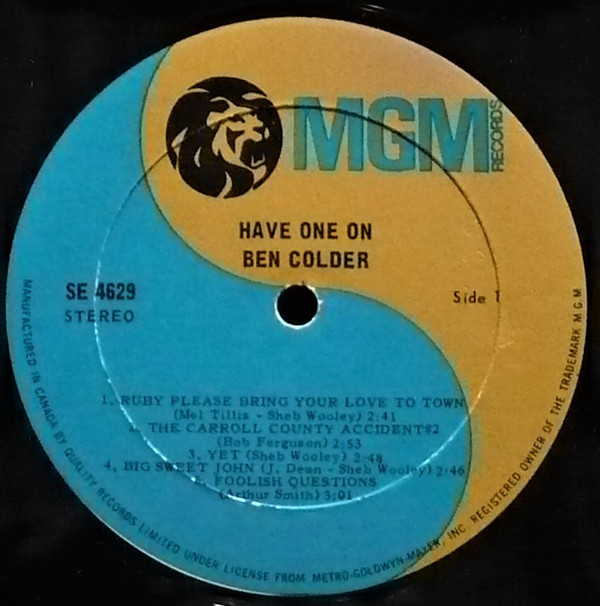 MGM RECORDS
HAVE ONE ON
BEN COLDER
SE 4629
STEREO
Side 1
1. RUBY PLEASE BRING YOUR LOVE TO TOWN
(Mel Tillis - Sheb Wooley) 2:41
2. THE CARROLL COUNTY ACCIDENT#2
(Bob Ferguson) 2:53
3. YET (Sheb Wooley) 2:48
4. BIG SWEET JOHN (J. Dean - Sheb Wooley) 2:46
5. FOOLISH QUESTIONS
(Arthur Smith) 3:01
MANUFACTURED IN CANADA BY QUALITY RECORDS LIMITED UNDER LICENSE FROM METRO-GOLDWYN-MAYER, INC. REGISTERED OWNER OF THE TRADEMARK M G M